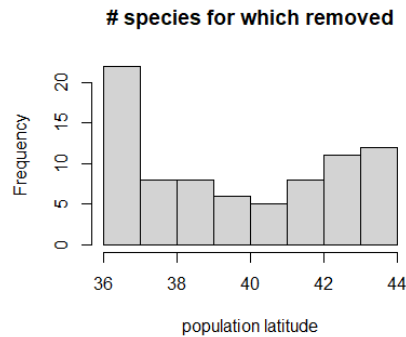 # species for which removed
Frequency
20
15
10
5
0
36 38 40 42 44
population latitude